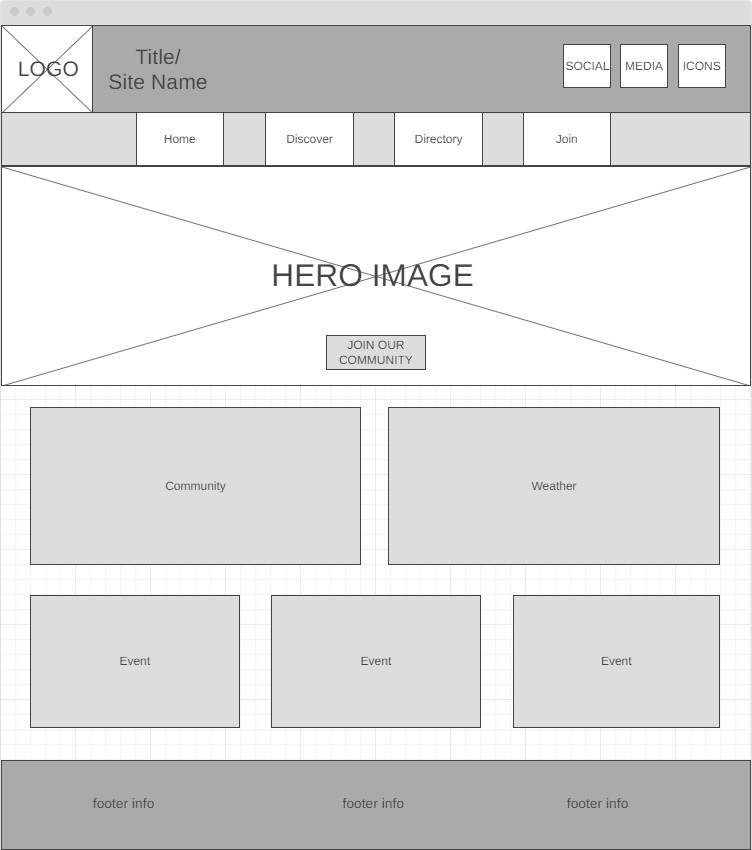 LOGO
Title/
Site Name
SOCIAL
MEDIA
ICONS
Home
Discover
Directory
Join
HERO IMAGE
JOIN OUR
COMMUNITY
Community
Weather
Event
Event
Event
footer info
footer info
footer info